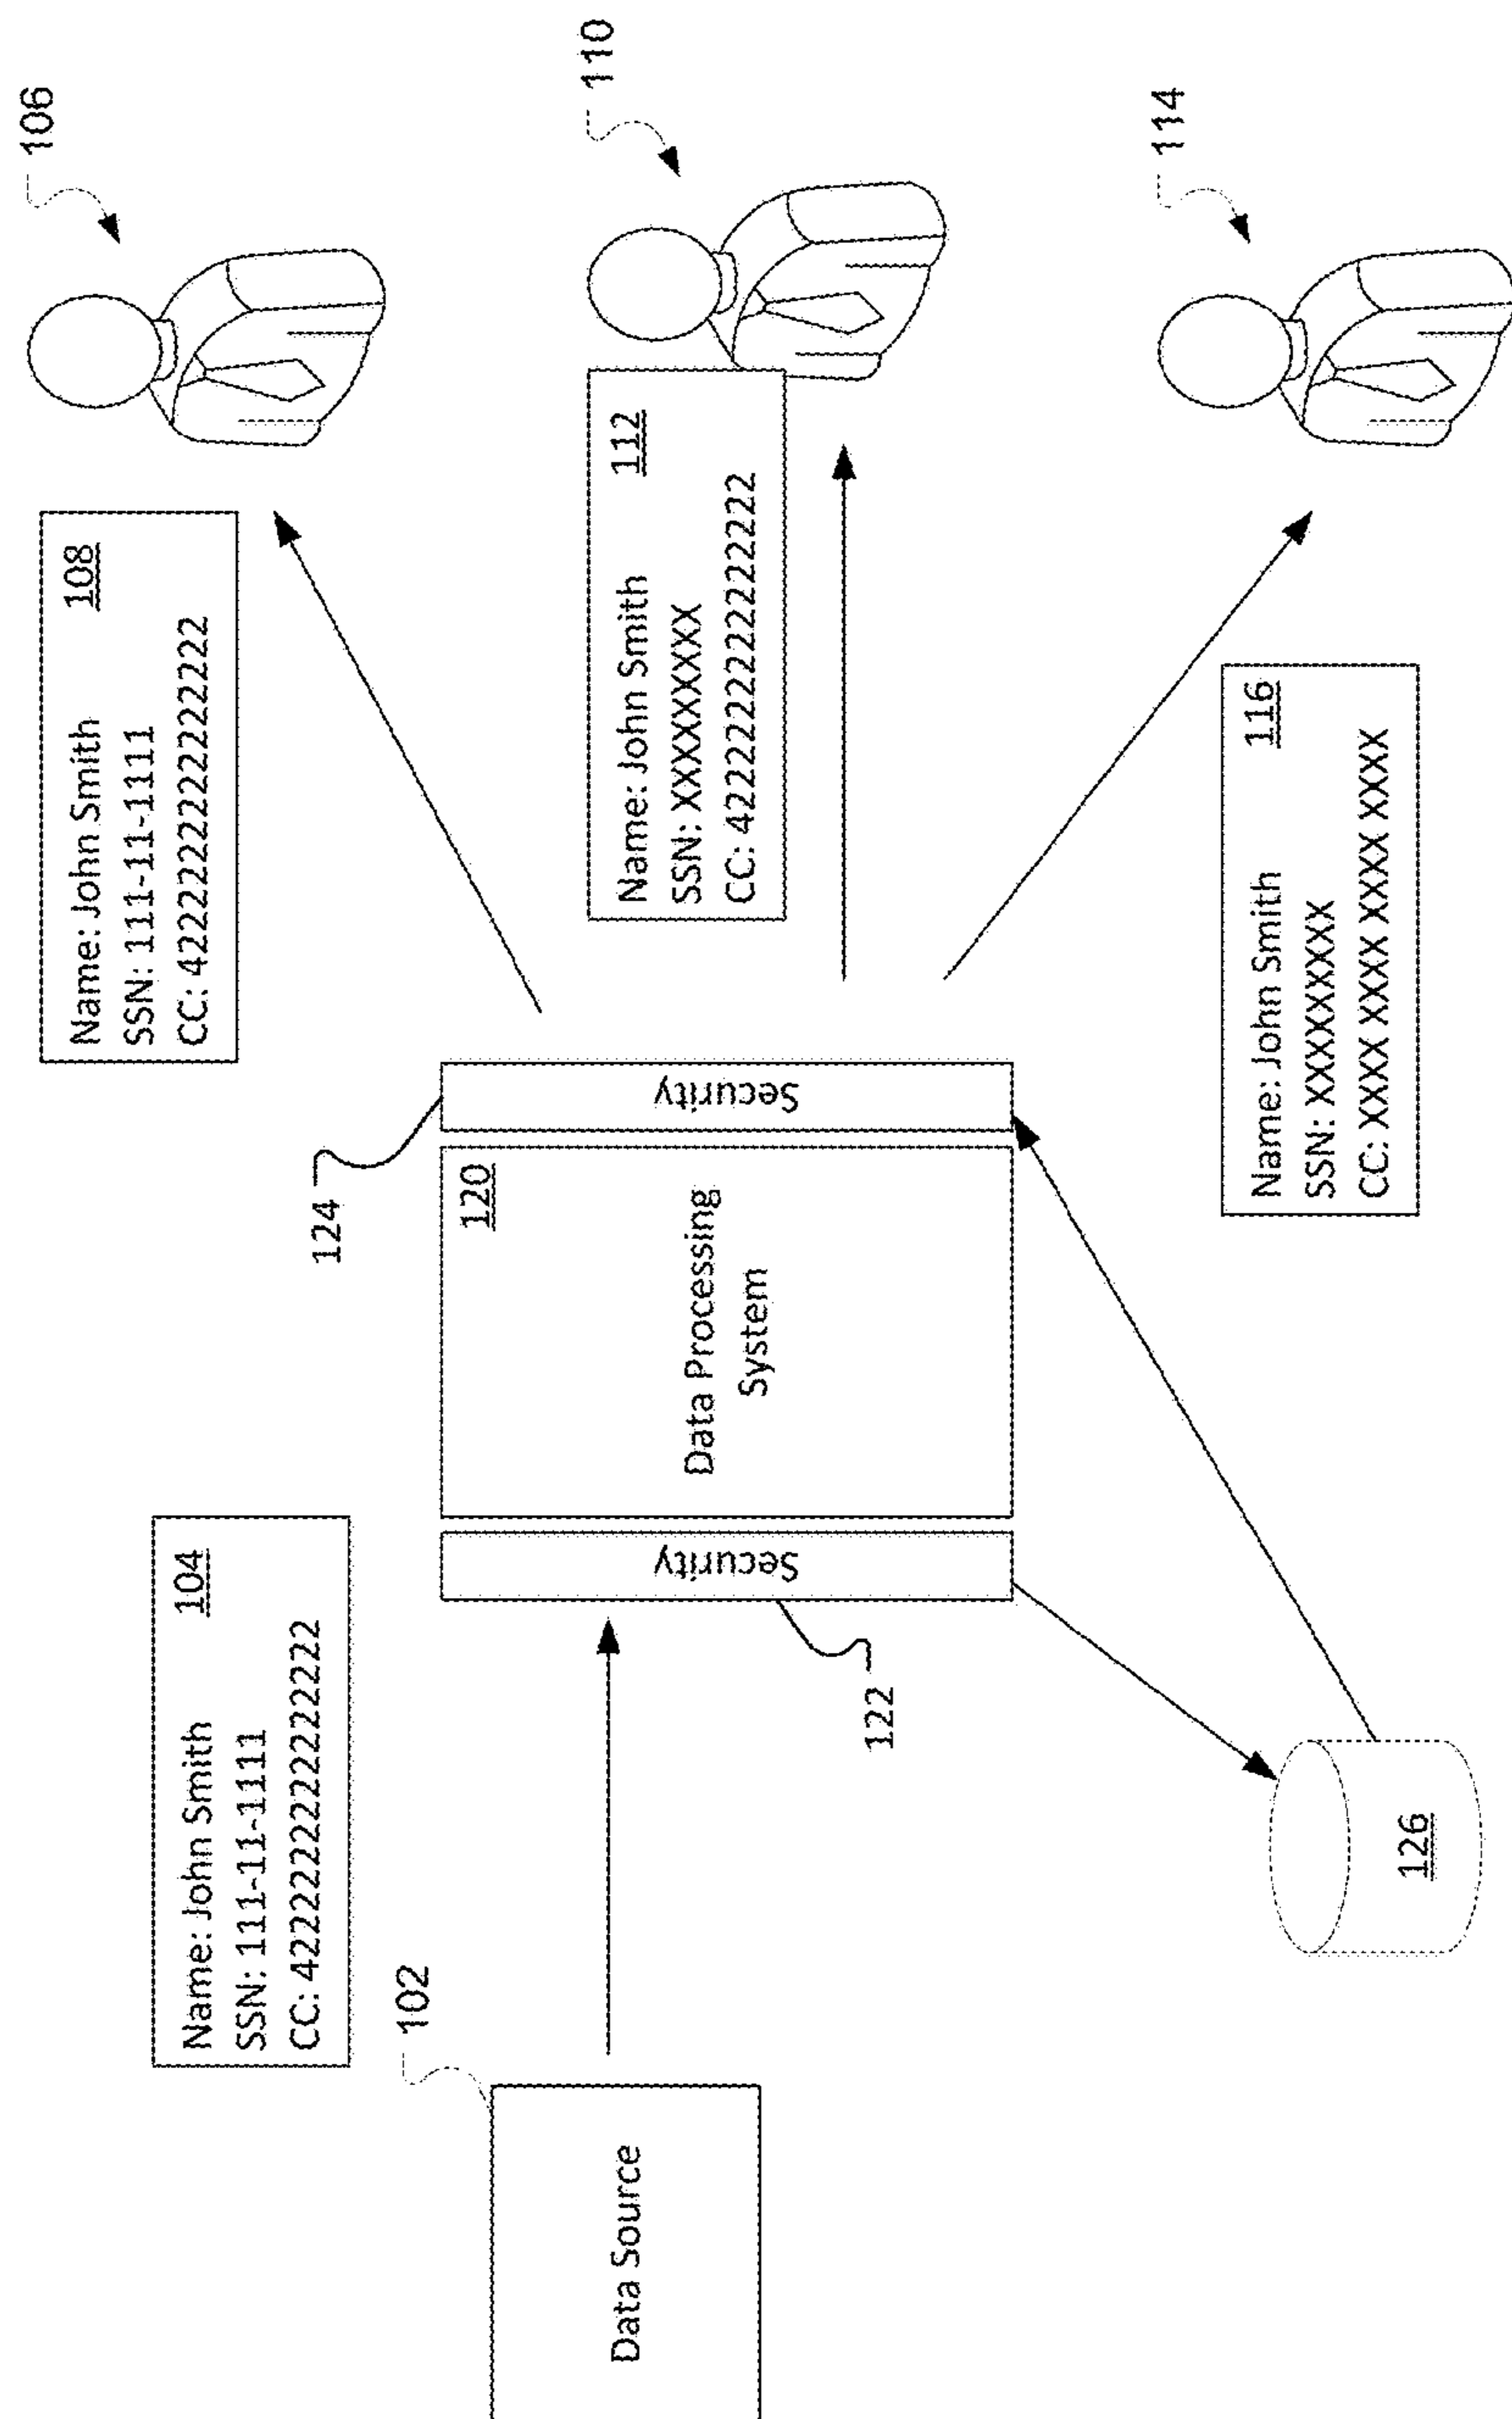 106
Name: John Smith 108
SSN: 111-11-1111
CC: 4222222222222222
104
Name: John Smith
SSN: 111-11-1111
CC: 4222222222222222
124
102
110
Security
120
Data Processing
System
Security
Name: John Smith 112
SSN: XXXXXXXXX
CC: 4222222222222222
Data Source
122
114
Name: John Smith 116
SSN: XXXXXXXXX
CC: XXXX XXXX XXXX XXXX
126